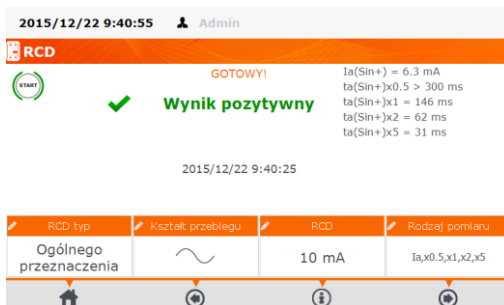 2015/12/22 9:40:55 Admin
RCD
START
GOTOWY!
Wynik pozytywny
2015/12/22 9:40:25
Ia(Sin+) = 6.3 mA
ta(Sin+)x0.5 > 300 ms
ta(Sin+)x1 = 146 ms
ta(Sin+)x2 = 62 ms
ta(Sin+)x5 = 31 ms
RCD typ
Ogólnego
przeznaczenia
Kształt przebiegu
RCD
10 mA
Rodzaj pomiaru
Ia,x0.5,x1,x2,x5